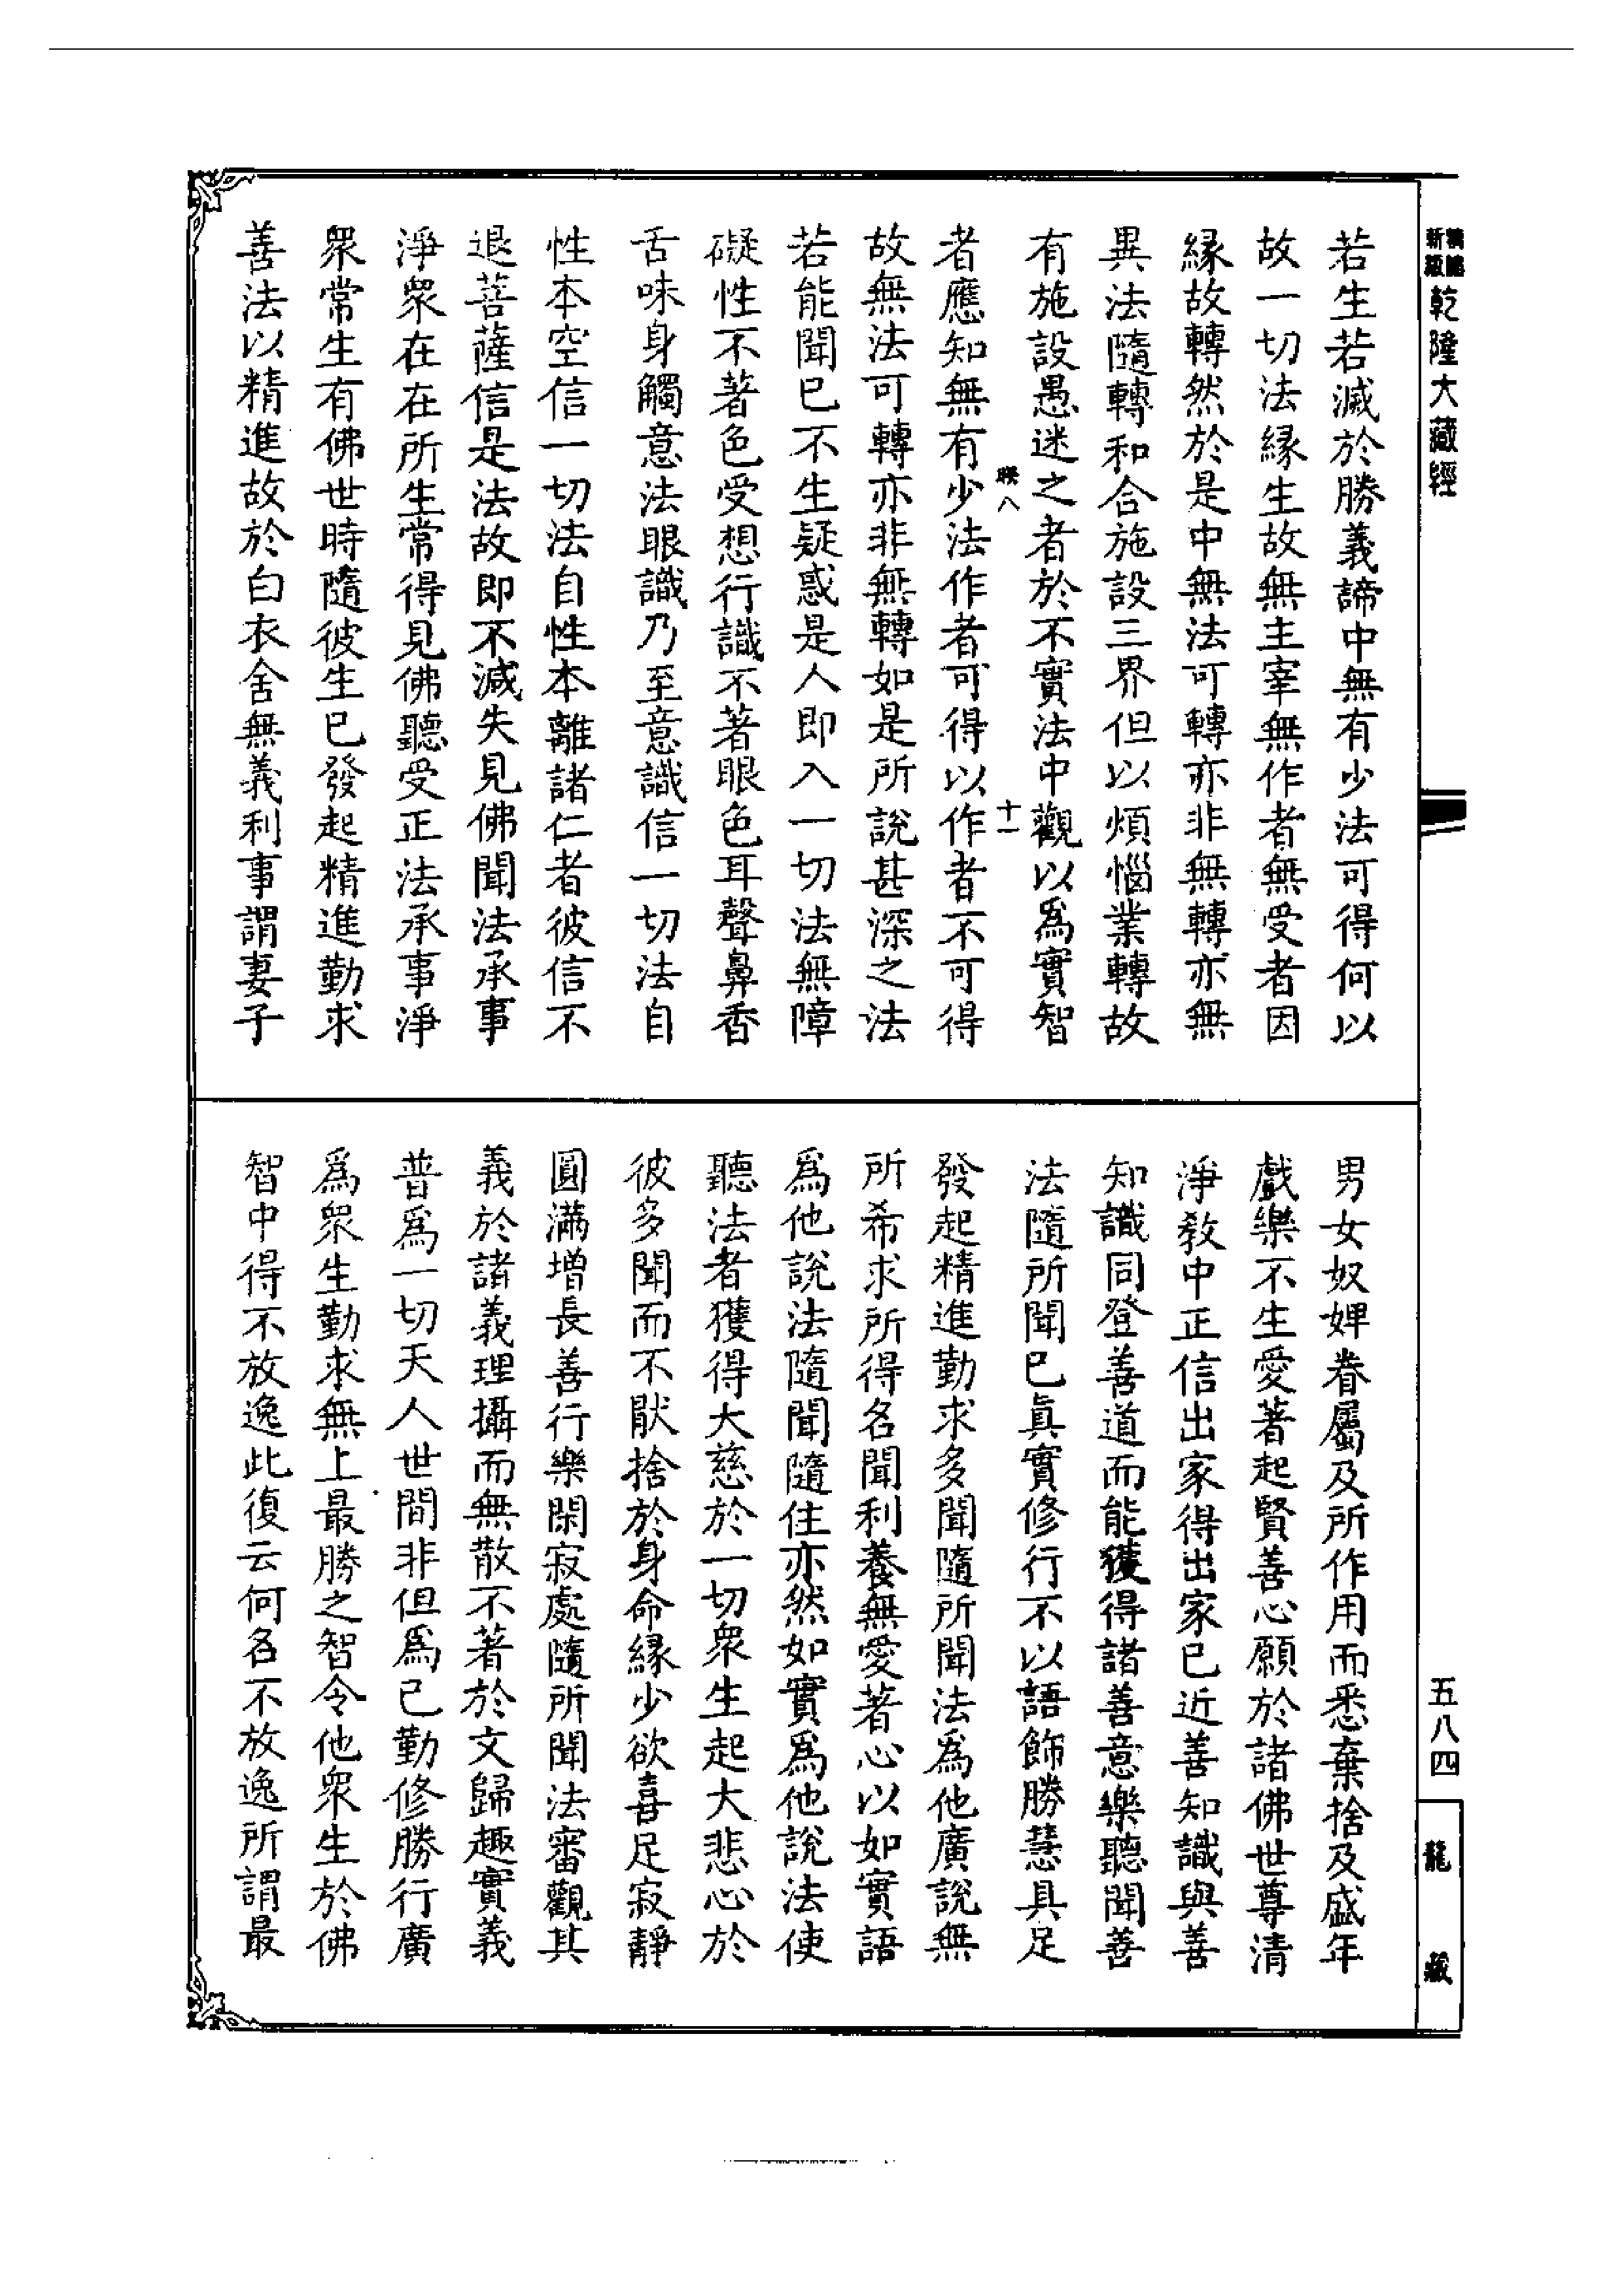 乾隆大藏經
五八四
龍藏
若生若滅於勝義諦中無有少法可得何以
故一切法緣生故無主宰無作者無受者因
緣故轉然於是中無法可轉亦非無轉亦無
異法隨轉和合施設三界但以煩惱業轉故
有施設愚迷之者於不實法中觀以爲實智
十一
者應知無有少法作者可得以作者不可得
故無法可轉亦非無轉如是所說甚深之法
若能聞已不生疑惑是人即入一切法無障
礙性不著色受想行識不著眼色耳聲鼻香
舌味身觸意法眼識乃至意識信一切法自
性本空信一切法自性本離諸仁者彼信不
退菩薩信是法故即不減失見佛聞法承事
淨眾在在所生常得見佛聽受正法承事淨
眾常生有佛世時隨彼生已發起精進勤求
善法以精進故於白衣舍無義利事謂妻子
男女奴婢眷屬及所作用而悉棄捨及盛年
戲樂不生愛著起賢善心願於諸佛世尊清
淨教中正信出家得出家已近善知識與善
知識同登善道而能獲得諸善意樂聽聞善
法隨所聞已眞實修行不以語飾勝慧具足
發起精進勤求多聞隨所聞法爲他廣說無
所希求所得名聞利養無愛著心以如實語
爲他說法隨聞隨住亦然如實爲他說法使
聽法者獲得大慈於一切眾生起大悲心於
彼多聞而不猒捨於身命緣少欲喜足寂靜
圓滿增長善行樂閑寂處隨所聞法審觀其
義於諸義理攝而無散不著於文歸趣實義
普爲一切天人世間非但爲己勤修勝行廣
爲眾生勤求無上最勝之智令他眾生於佛
智中得不放逸此復云何名不放逸所謂最